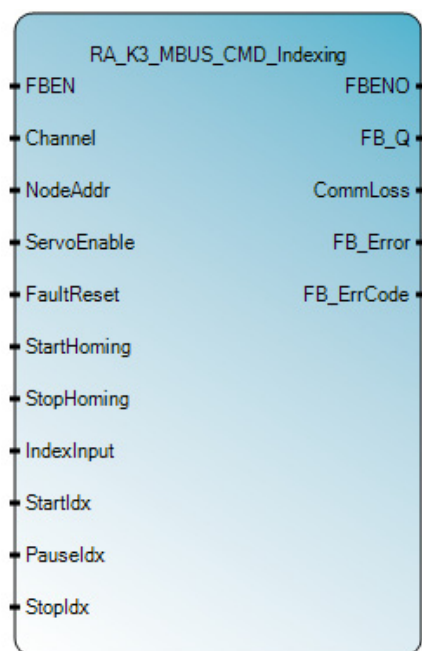 RA_K3_MBUS_CMD_Indexing
FBEN FBENO
Channel FB_Q
NodeAddr CommLoss
ServoEnable FB_Error
FaultReset FB_ErrCode
StartHoming
StopHoming
IndexInput
StartIdx
PauseIdx
StopIdx